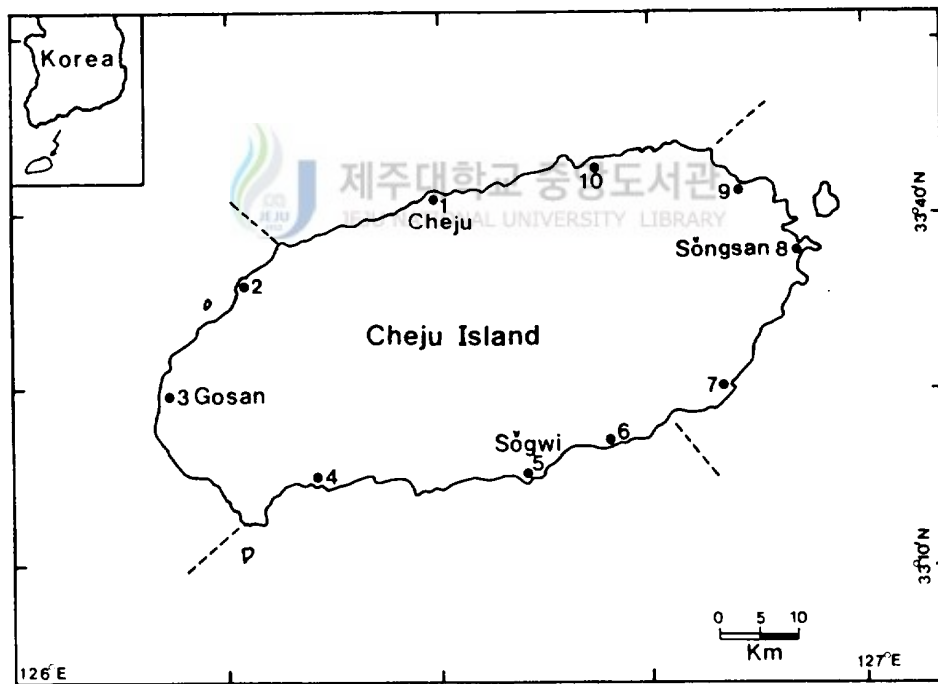 Korea
제주대학교 중앙도서관
JEJU NATIONAL UNIVERSITY LIBRARY
JEJU
10
9
1
Cheju
Sŏngsan 8
2
Cheju Island
3 Gosan
7
6
Sŏgwi
5
4
33°40'N
33°10'N
0 5 10
Km
126°E
127°E